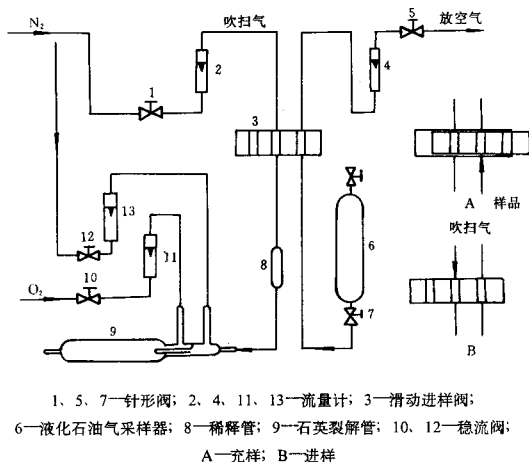 N₂
吹扫气
5
放空气
2
4
1
3
A 样品
13
12
11
10
O₂
吹扫气
6
8
7
9
B
1、5、7—针形阀；2、4、11、13—流量计；3—滑动进样阀；
6—液化石油气采样器；8—稀释管；9—石英裂解管；10、12—稳流阀；
A—充样；B—进样